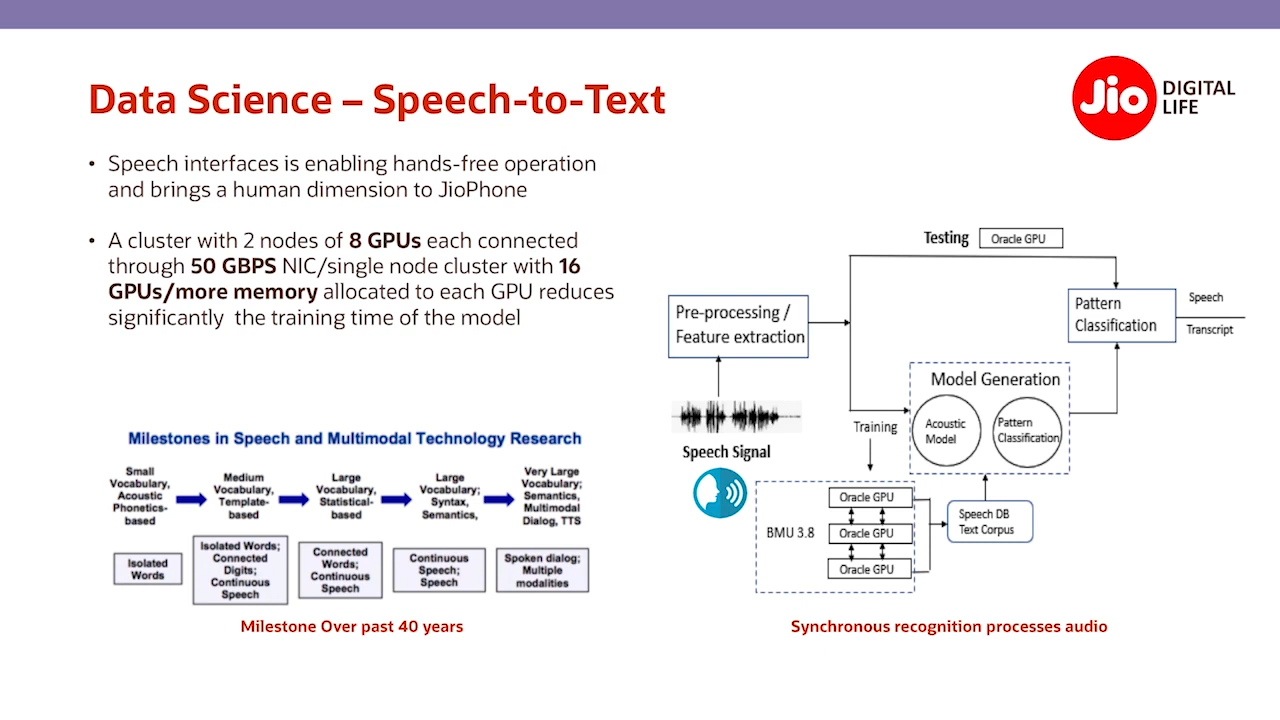 Data Science – Speech-to-Text
Jio
DIGITAL
LIFE
• Speech interfaces is enabling hands-free operation
and brings a human dimension to JioPhone
• A cluster with 2 nodes of 8 GPUs each connected
through 50 GBPS NIC/single node cluster with 16
GPUs/more memory allocated to each GPU reduces
significantly the training time of the model
Milestones in Speech and Multimodal Technology Research
Small
Vocabulary,
Acoustic
Phonetics-
based
Medium
Vocabulary,
Template-
based
Large
Vocabulary,
Statistical-
based
Large
Vocabulary;
Syntax,
Semantics,
Very Large
Vocabulary;
Semantics,
Multimodal
Dialog, TTS
Isolated
Words
Isolated Words;
Connected
Digits;
Continuous
Speech
Connected
Words;
Continuous
Speech
Continuous
Speech;
Speech
Spoken dialog;
Multiple
modalities
Milestone Over past 40 years
Testing
Oracle GPU
Pre-processing /
Feature extraction
Pattern
Classification
Speech
Transcript
Model Generation
Acoustic
Model
Pattern
Classification
Training
Speech Signal
BMU 3.8
Oracle GPU
Oracle GPU
Oracle GPU
Speech DB
Text Corpus
Synchronous recognition processes audio